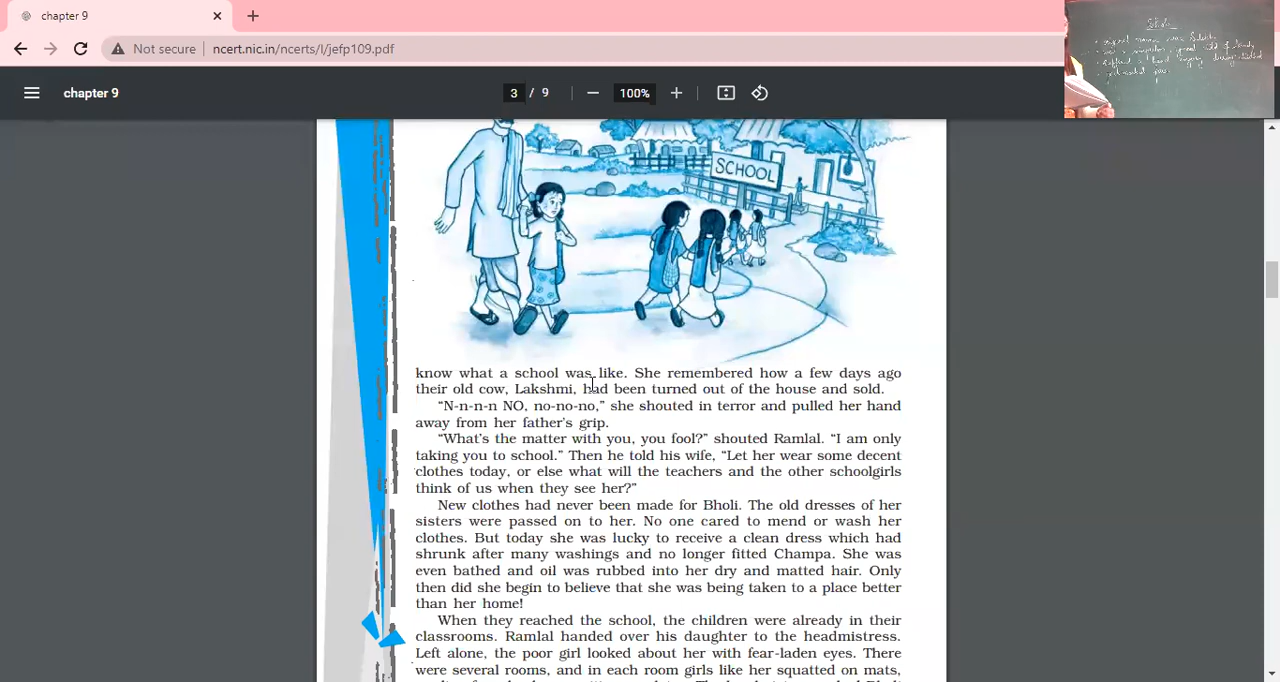 chapter 9
Not secure
ncert.nic.in/ncerts/l/jefp109.pdf
chapter 9
3 / 9
100%
Bholi
SCHOOL
know what a school was like. She remembered how a few days ago
their old cow, Lakshmi, had been turned out of the house and sold.
“N-n-n-n NO, no-no-no,” she shouted in terror and pulled her hand
away from her father's grip.
“What's the matter with you, you fool?” shouted Ramlal. “I am only
taking you to school.” Then he told his wife, “Let her wear some decent
clothes today, or else what will the teachers and the other schoolgirls
think of us when they see her?”
New clothes had never been made for Bholi. The old dresses of her
sisters were passed on to her. No one cared to mend or wash her
clothes. But today she was lucky to receive a clean dress which had
shrunk after many washings and no longer fitted Champa. She was
even bathed and oil was rubbed into her dry and matted hair. Only
then did she begin to believe that she was being taken to a place better
than her home!
When they reached the school, the children were already in their
classrooms. Ramlal handed over his daughter to the headmistress.
Left alone, the poor girl looked about her with fear-laden eyes. There
were several rooms, and in each room girls like her squatted on mats,